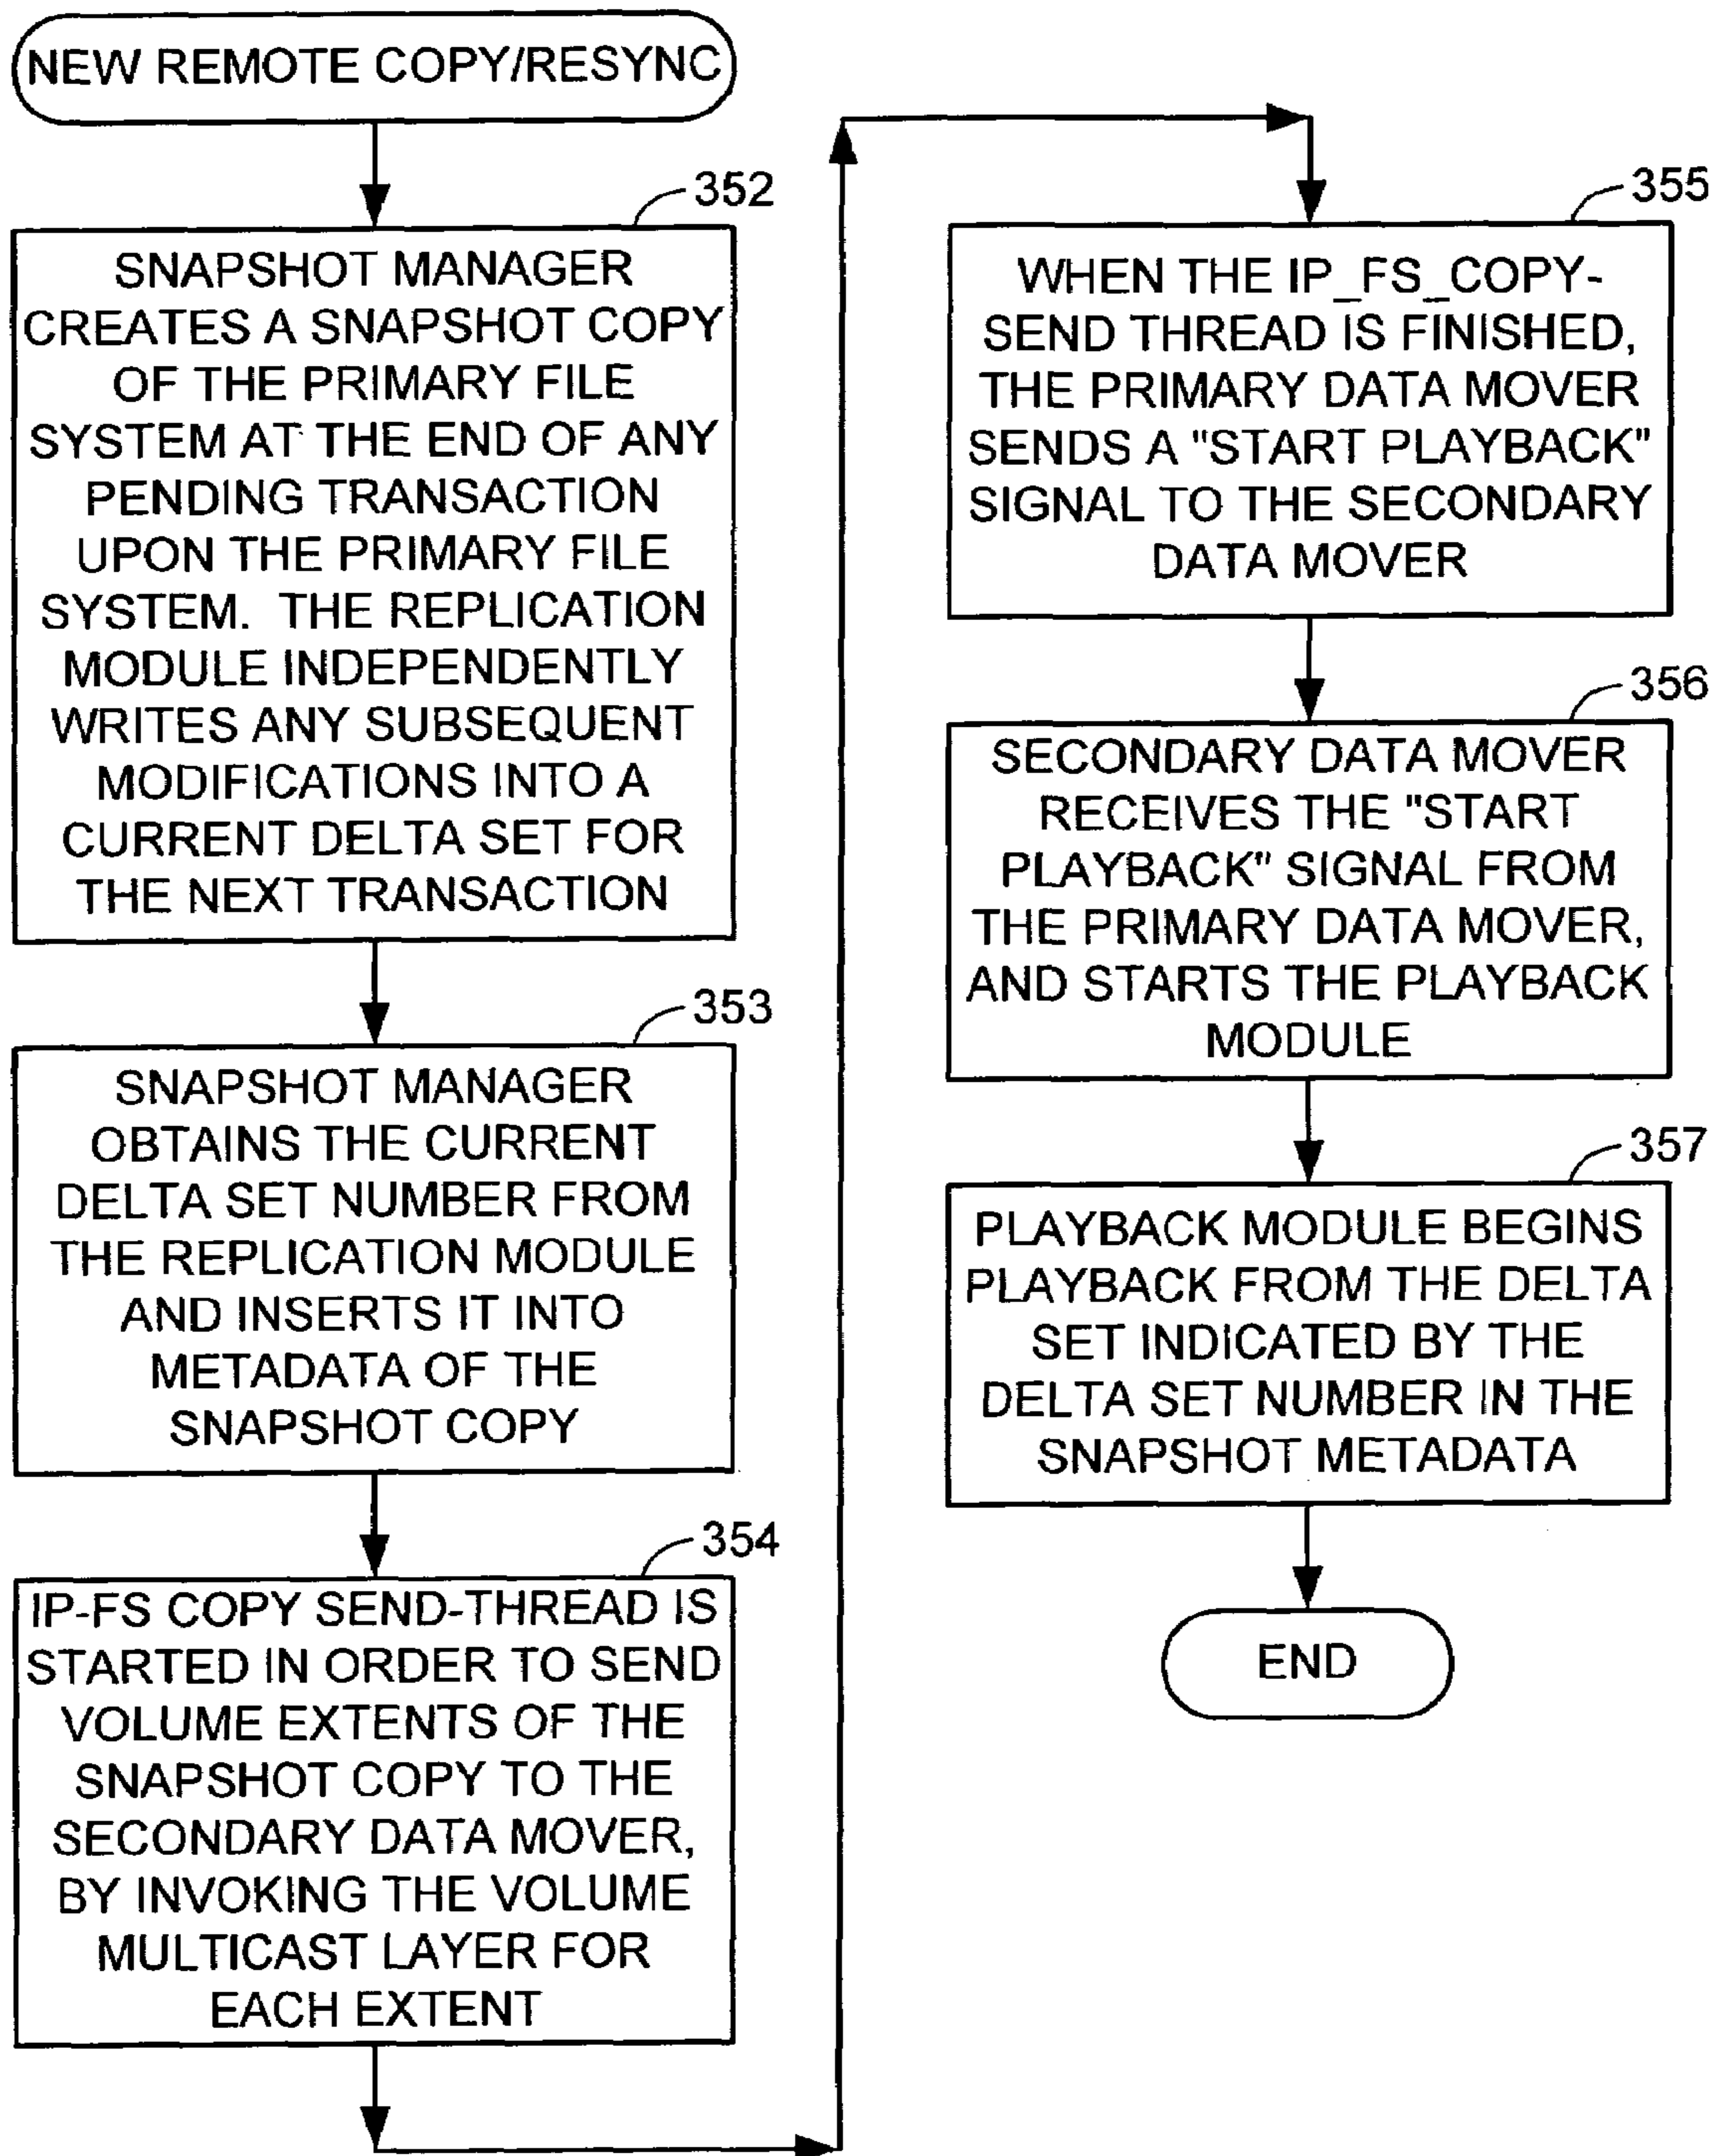 NEW REMOTE COPY/RESYNC
352
SNAPSHOT MANAGER
CREATES A SNAPSHOT COPY
OF THE PRIMARY FILE
SYSTEM AT THE END OF ANY
PENDING TRANSACTION
UPON THE PRIMARY FILE
SYSTEM. THE REPLICATION
MODULE INDEPENDENTLY
WRITES ANY SUBSEQUENT
MODIFICATIONS INTO A
CURRENT DELTA SET FOR
THE NEXT TRANSACTION
353
SNAPSHOT MANAGER
OBTAINS THE CURRENT
DELTA SET NUMBER FROM
THE REPLICATION MODULE
AND INSERTS IT INTO
METADATA OF THE
SNAPSHOT COPY
354
IP-FS COPY SEND-THREAD IS
STARTED IN ORDER TO SEND
VOLUME EXTENTS OF THE
SNAPSHOT COPY TO THE
SECONDARY DATA MOVER,
BY INVOKING THE VOLUME
MULTICAST LAYER FOR
EACH EXTENT
355
WHEN THE IP_FS_COPY-
SEND THREAD IS FINISHED,
THE PRIMARY DATA MOVER
SENDS A "START PLAYBACK"
SIGNAL TO THE SECONDARY
DATA MOVER
356
SECONDARY DATA MOVER
RECEIVES THE "START
PLAYBACK" SIGNAL FROM
THE PRIMARY DATA MOVER,
AND STARTS THE PLAYBACK
MODULE
357
PLAYBACK MODULE BEGINS
PLAYBACK FROM THE DELTA
SET INDICATED BY THE
DELTA SET NUMBER IN THE
SNAPSHOT METADATA
END